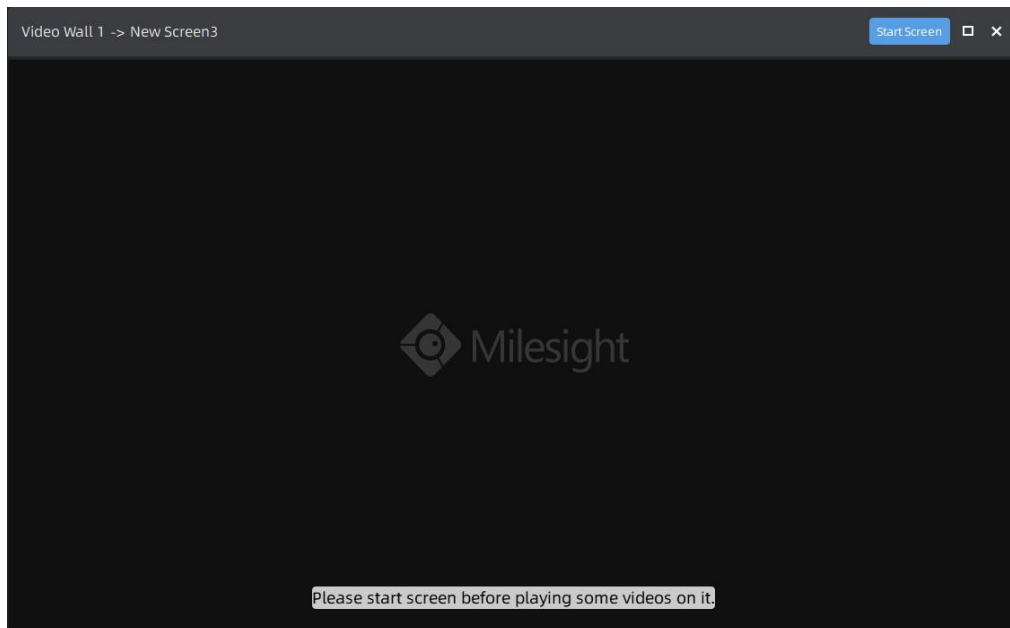 Video Wall 1 -> New Screen3
Start Screen
Milesight
Please start screen before playing some videos on it.